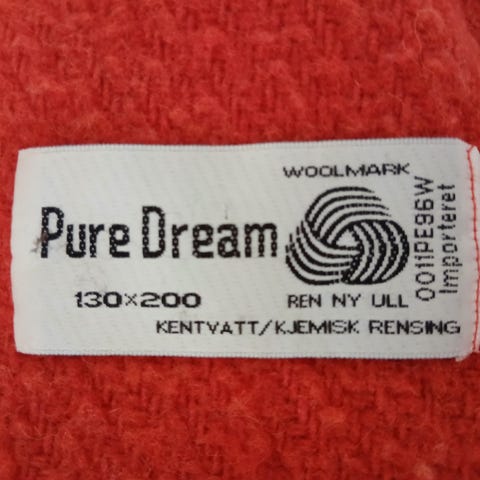 WOOLMARK
Pure Dream
130×200
REN NY ULL
KENTVATT/KJEMISK RENSING
0011PE96W
Importeret